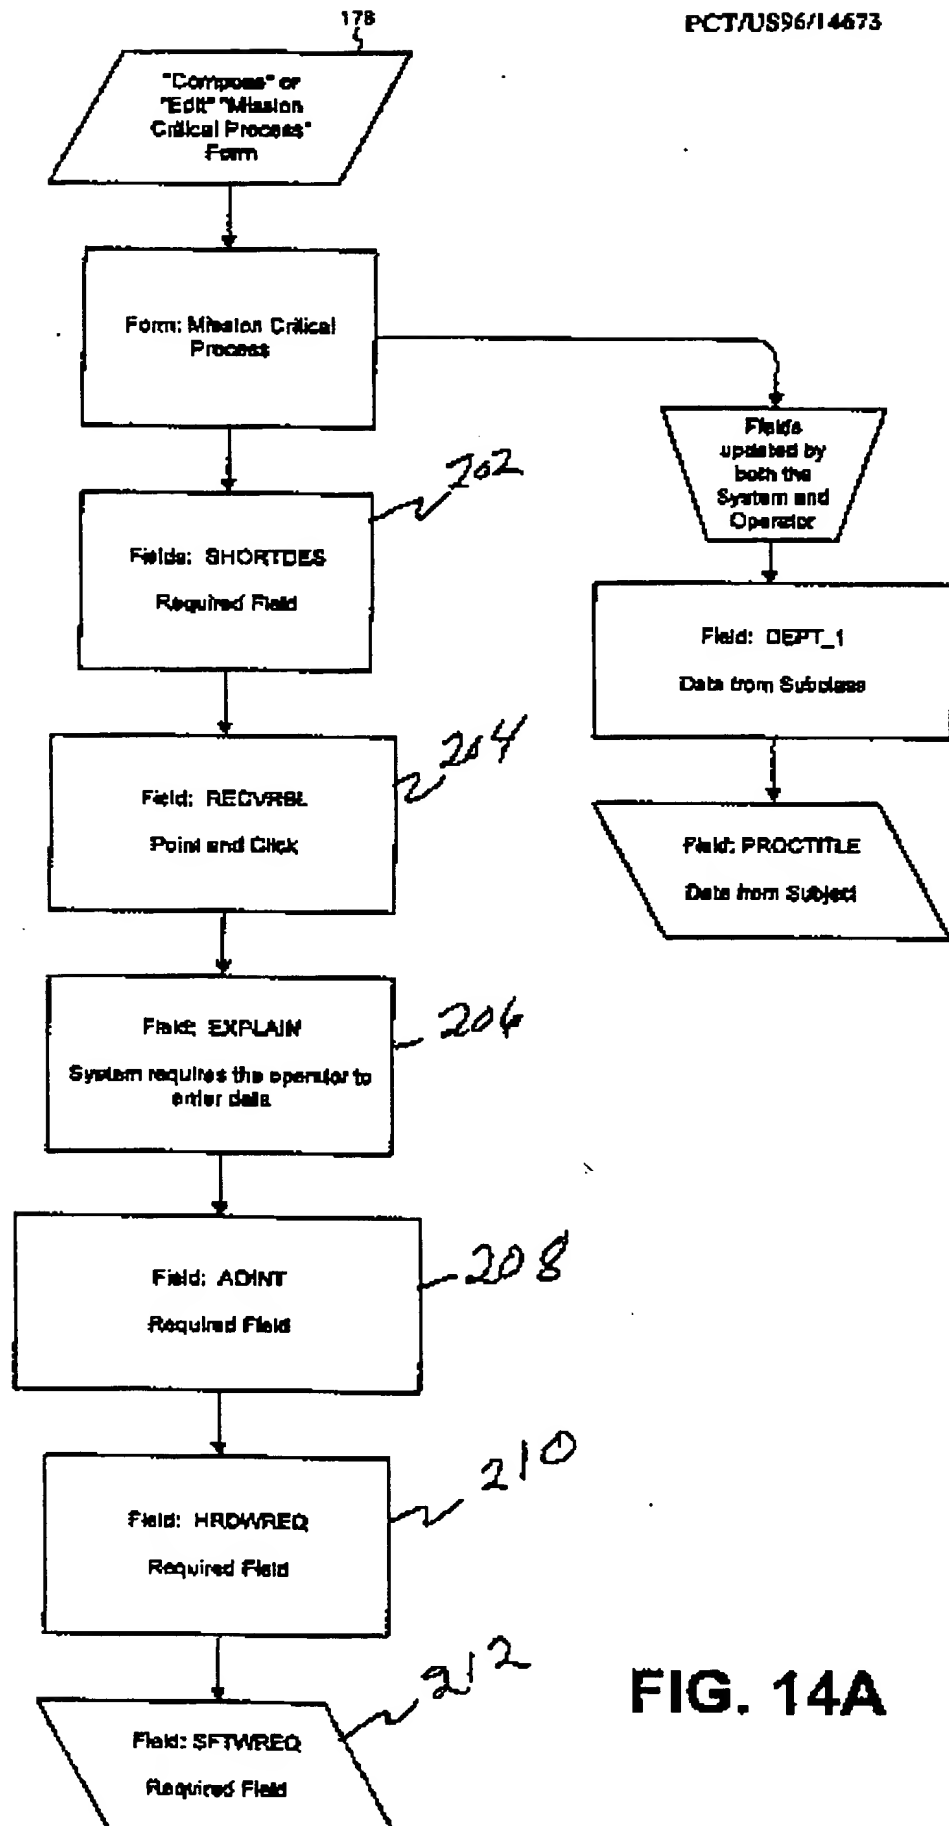 178
PCT/US96/14673
"Compose" or
"Edit" "Mission
Critical Process"
Form
Form: Mission Critical
Process
Fields
updated by
both the
System and
Operator
202
Fields: SHORTDES
Required Field
Field: DEPT_1
Data from Subclass
204
Field: RECVRBL
Point and Click
Field: PROCTITLE
Data from Subject
206
Field: EXPLAIN
System requires the operator to
enter data
208
Field: ADINT
Required Field
210
Field: HRDWREQ
Required Field
212
Field: SFTWREQ
Required Field
FIG. 14A